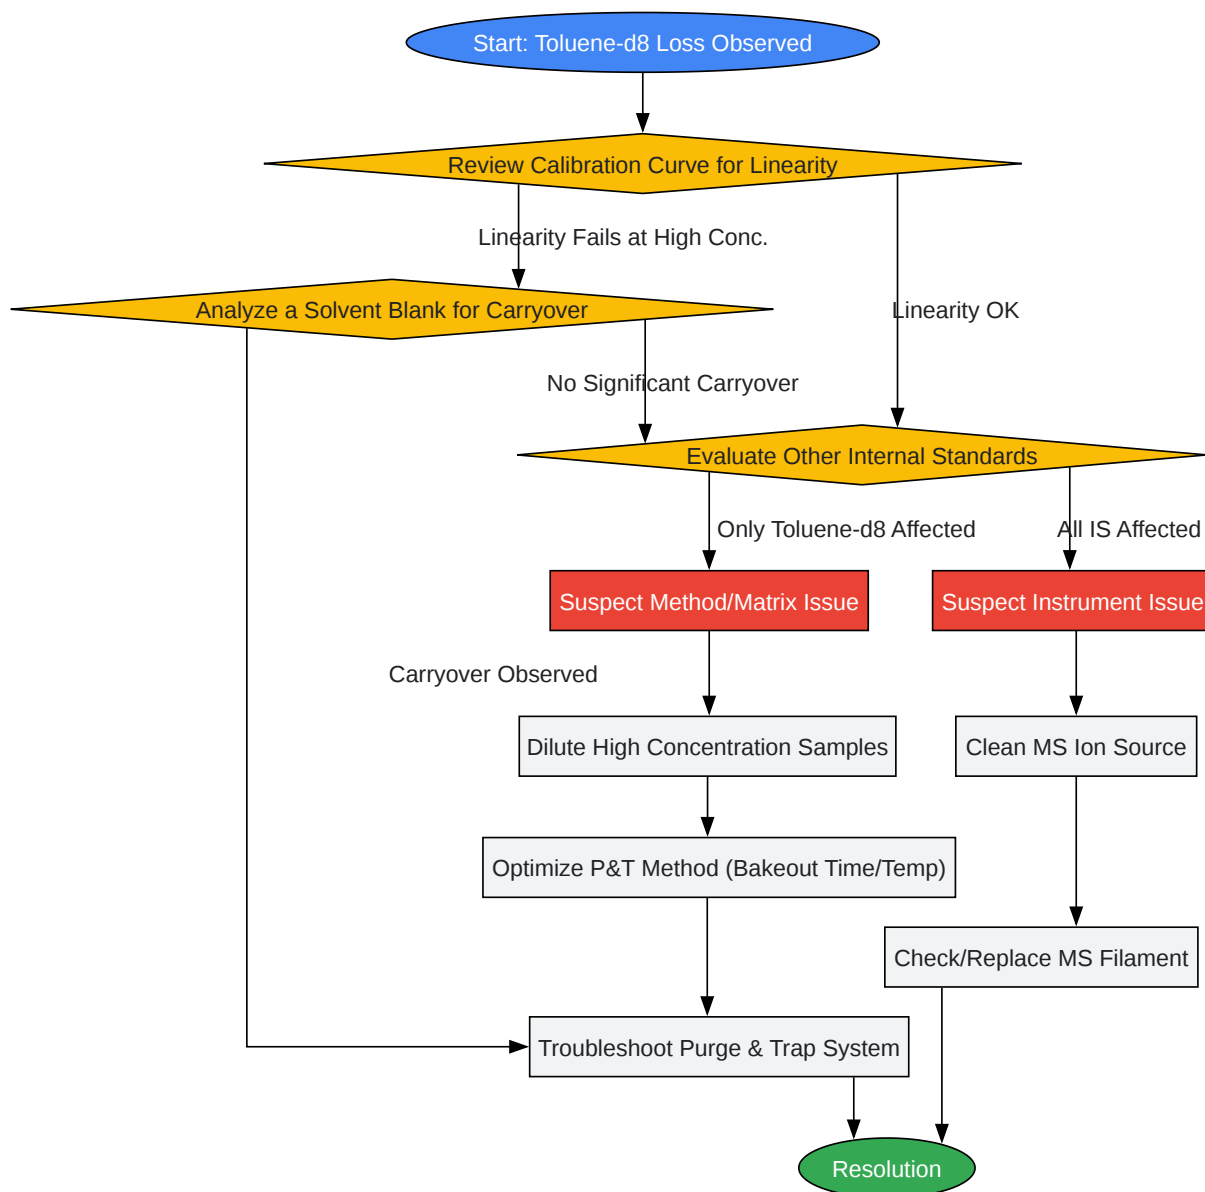 Start: Toluene-d8 Loss Observed
Review Calibration Curve for Linearity
Linearity Fails at High Conc.
Analyze a Solvent Blank for Carryover
Linearity OK
No Significant Carryover
Evaluate Other Internal Standards
Only Toluene-d8 Affected
All IS Affected
Suspect Method/Matrix Issue
Suspect Instrument Issue
Carryover Observed
Dilute High Concentration Samples
Clean MS Ion Source
Optimize P&T Method (Bakeout Time/Temp)
Check/Replace MS Filament
Troubleshoot Purge & Trap System
Resolution